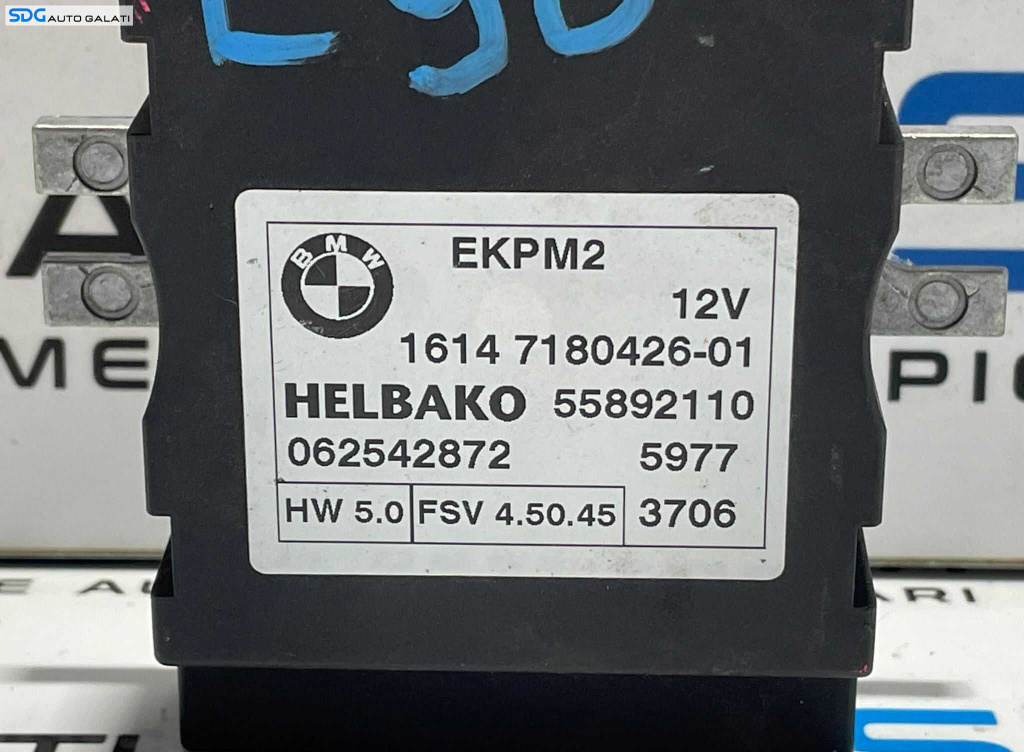 SDG AUTO GALATI
E90
BMW
EKPM2
12V
1614 7180426-01
HELBAKO 55892110
062542872 5977
HW 5.0 FSV 4.50.45 3706